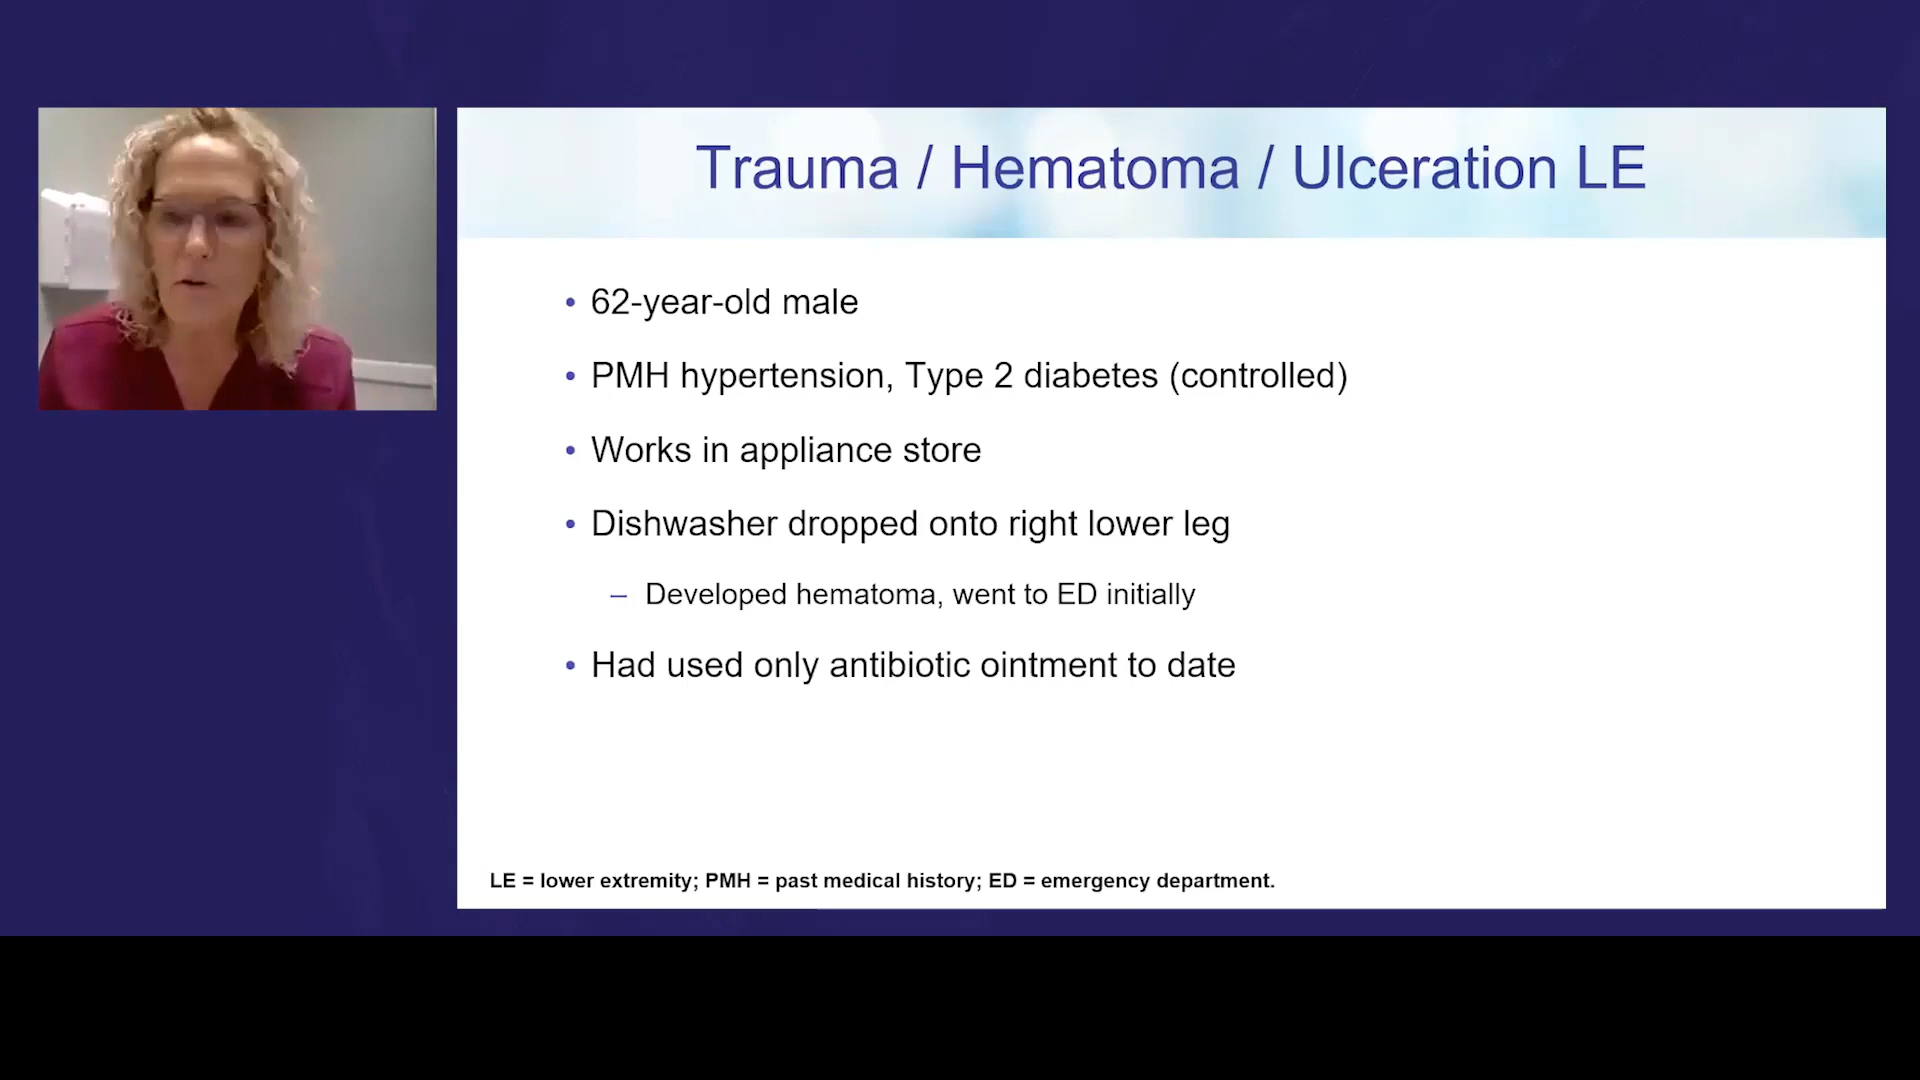 Trauma / Hematoma / Ulceration LE
• 62-year-old male
• PMH hypertension, Type 2 diabetes (controlled)
• Works in appliance store
• Dishwasher dropped onto right lower leg
– Developed hematoma, went to ED initially
• Had used only antibiotic ointment to date
LE = lower extremity; PMH = past medical history; ED = emergency department.